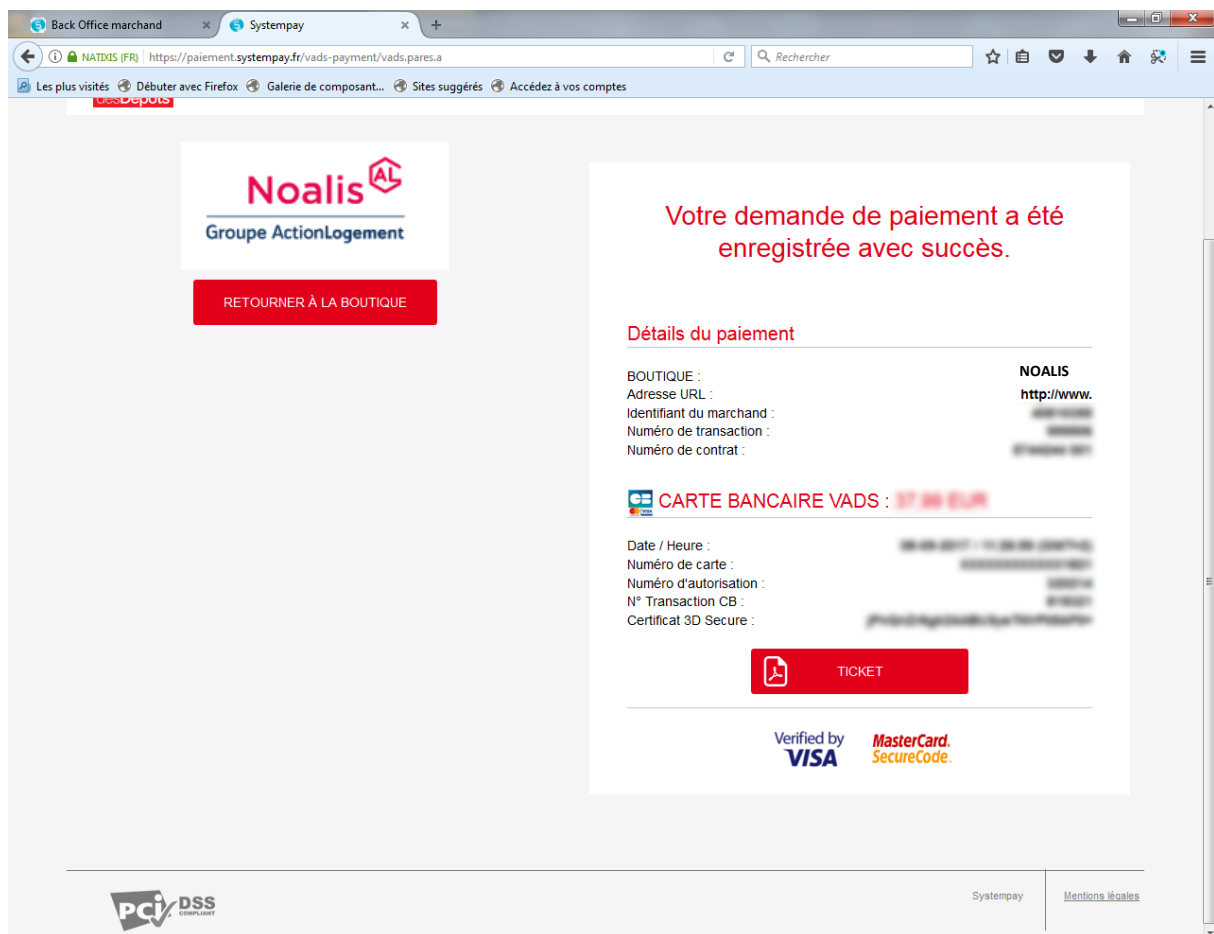 Back Office marchand
Systempay
NATIXIS (FR)
https://paiement.systempay.fr/vads-payment/vads.pares.a
Rechercher
Les plus visités
Débuter avec Firefox
Galerie de composant...
Sites suggérés
Accédez à vos comptes
desDépôts
Noalis AL
Groupe ActionLogement
RETOURNER À LA BOUTIQUE
Votre demande de paiement a été
enregistrée avec succès.
Détails du paiement
BOUTIQUE : NOALIS
Adresse URL : http://www.
Identifiant du marchand :
Numéro de transaction :
Numéro de contrat :
CARTE BANCAIRE VADS :
Date / Heure :
Numéro de carte :
Numéro d'autorisation :
N° Transaction CB :
Certificat 3D Secure :
TICKET
Verified by
VISA
MasterCard.
SecureCode.
PCI DSS
COMPLIANT
Systempay
Mentions légales